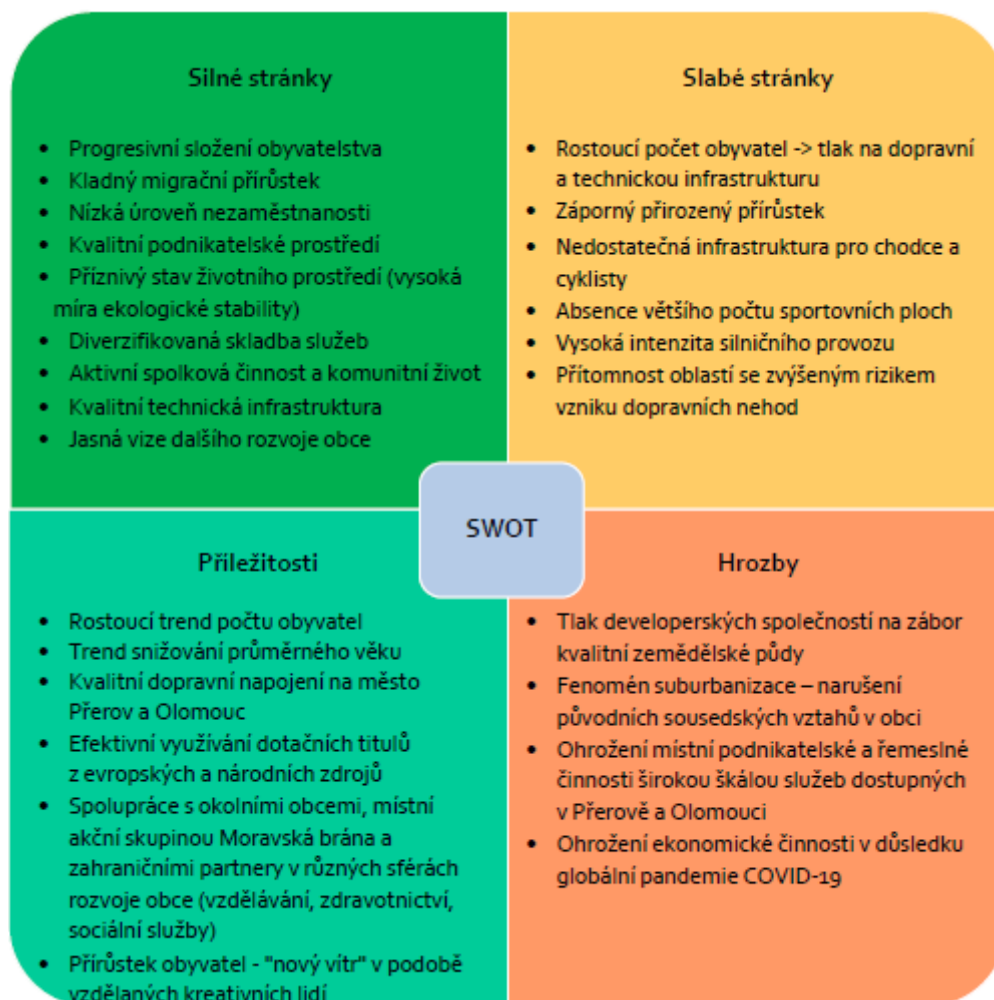 Silné stránky
• Progresivní složení obyvatelstva
• Kladný migrační přírůstek
• Nízká úroveň nezaměstnanosti
• Kvalitní podnikatelské prostředí
• Příznivý stav životního prostředí (vysoká
míra ekologické stability)
• Diverzifikovaná skladba služeb
• Aktivní spolková činnost a komunitní život
• Kvalitní technická infrastruktura
• Jasná vize dalšího rozvoje obce
Slabé stránky
• Rostoucí počet obyvatel -> tlak na dopravní
a technickou infrastrukturu
• Záporný přirozený přírůstek
• Nedostatečná infrastruktura pro chodce a
cyklisty
• Absence většího počtu sportovních ploch
• Vysoká intenzita silničního provozu
• Přítomnost oblastí se zvýšeným rizikem
vzniku dopravních nehod
SWOT
Příležitosti
• Rostoucí trend počtu obyvatel
• Trend snižování průměrného věku
• Kvalitní dopravní napojení na město
Přerov a Olomouc
• Efektivní využívání dotačních titulů
z evropských a národních zdrojů
• Spolupráce s okolními obcemi, místní
akční skupinou Moravská brána a
zahraničními partnery v různých sférách
rozvoje obce (vzdělávání, zdravotnictví,
sociální služby)
• Přírůstek obyvatel - "nový vítr" v podobě
vzdělaných kreativních lidí
Hrozby
• Tlak developerských společností na zábor
kvalitní zemědělské půdy
• Fenomén suburbanizace – narušení
původních sousedských vztahů v obci
• Ohrožení místní podnikatelské a řemeslné
činnosti širokou škálou služeb dostupných
v Přerově a Olomouci
• Ohrožení ekonomické činnosti v důsledku
globální pandemie COVID-19